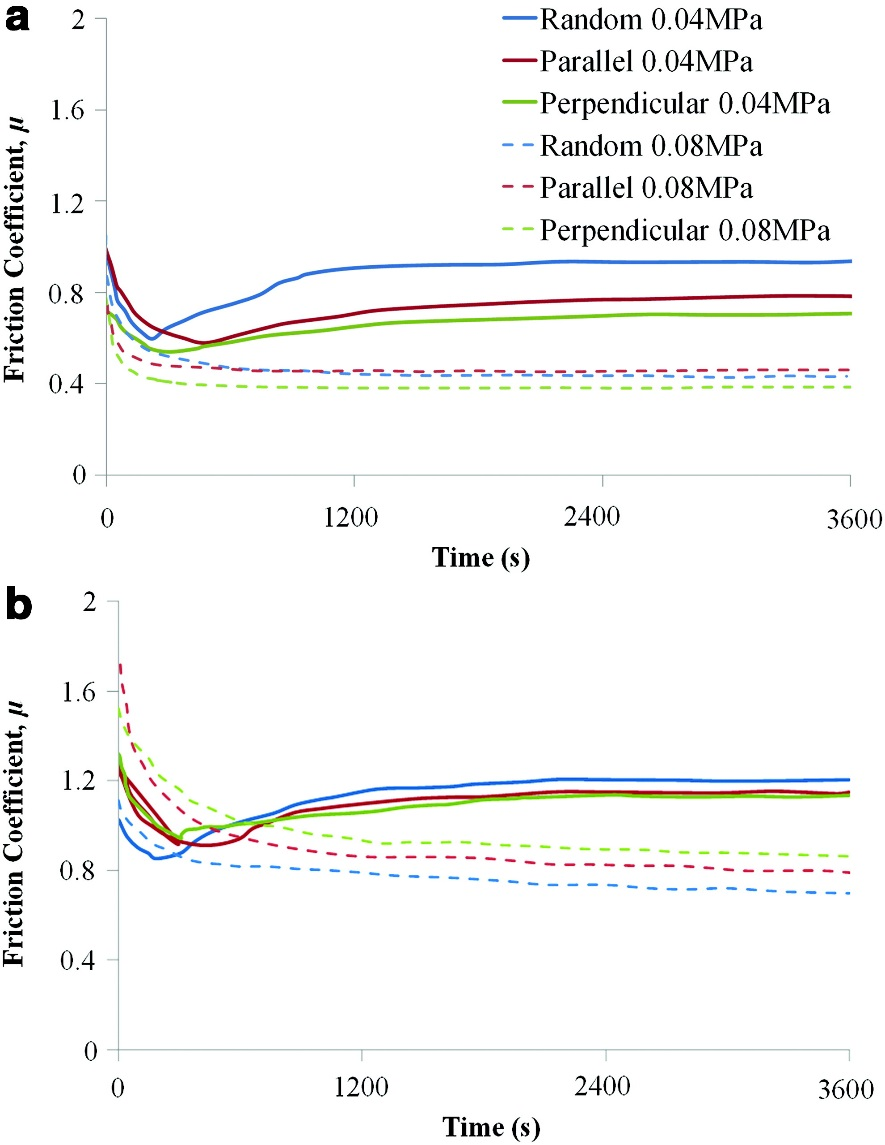 a
Friction Coefficient, μ
2
1.6
1.2
0.8
0.4
0
Random 0.04MPa
Parallel 0.04MPa
Perpendicular 0.04MPa
Random 0.08MPa
Parallel 0.08MPa
Perpendicular 0.08MPa
0 1200 2400 3600
Time (s)
b
Friction Coefficient, μ
2
1.6
1.2
0.8
0.4
0
0 1200 2400 3600
Time (s)